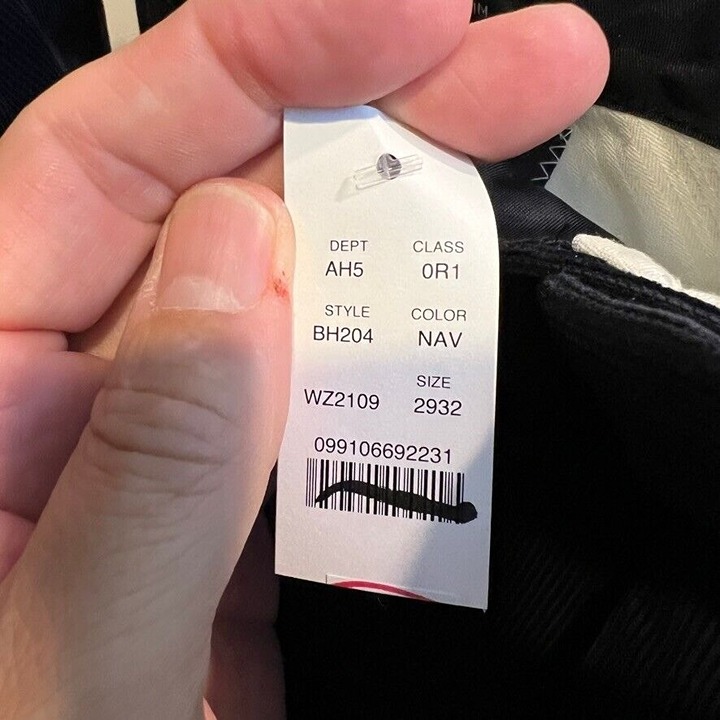 DEPT CLASS
AH5 0R1
STYLE COLOR
BH204 NAV
SIZE
WZ2109 2932
099106692231